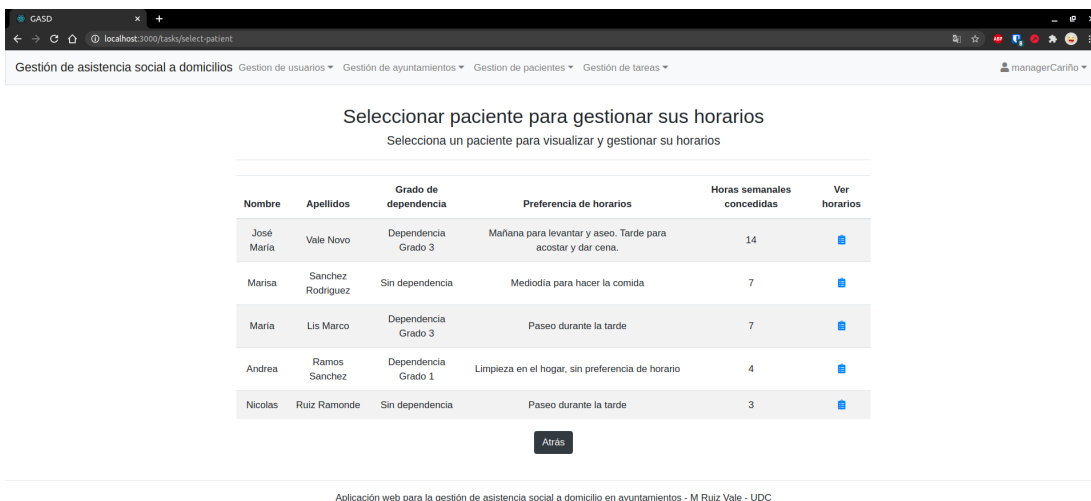 GASD
localhost:3000/tasks/select-patient
Gestión de asistencia social a domicilios Gestion de usuarios Gestión de ayuntamientos Gestion de pacientes Gestión de tareas managerCariño
Seleccionar paciente para gestionar sus horarios
Selecciona un paciente para visualizar y gestionar su horarios
Nombre Apellidos Grado de dependencia Preferencia de horarios Horas semanales concedidas Ver horarios
José María Vale Novo Dependencia Grado 3 Mañana para levantar y aseo. Tarde para acostar y dar cena. 14
Marisa Sanchez Rodriguez Sin dependencia Mediodía para hacer la comida 7
María Lis Marco Dependencia Grado 3 Paseo durante la tarde 7
Andrea Ramos Sanchez Dependencia Grado 1 Limpieza en el hogar, sin preferencia de horario 4
Nicolas Ruiz Ramonde Sin dependencia Paseo durante la tarde 3
Atrás
Aplicación web para la gestión de asistencia social a domicilio en ayuntamientos - M Ruiz Vale - UDC